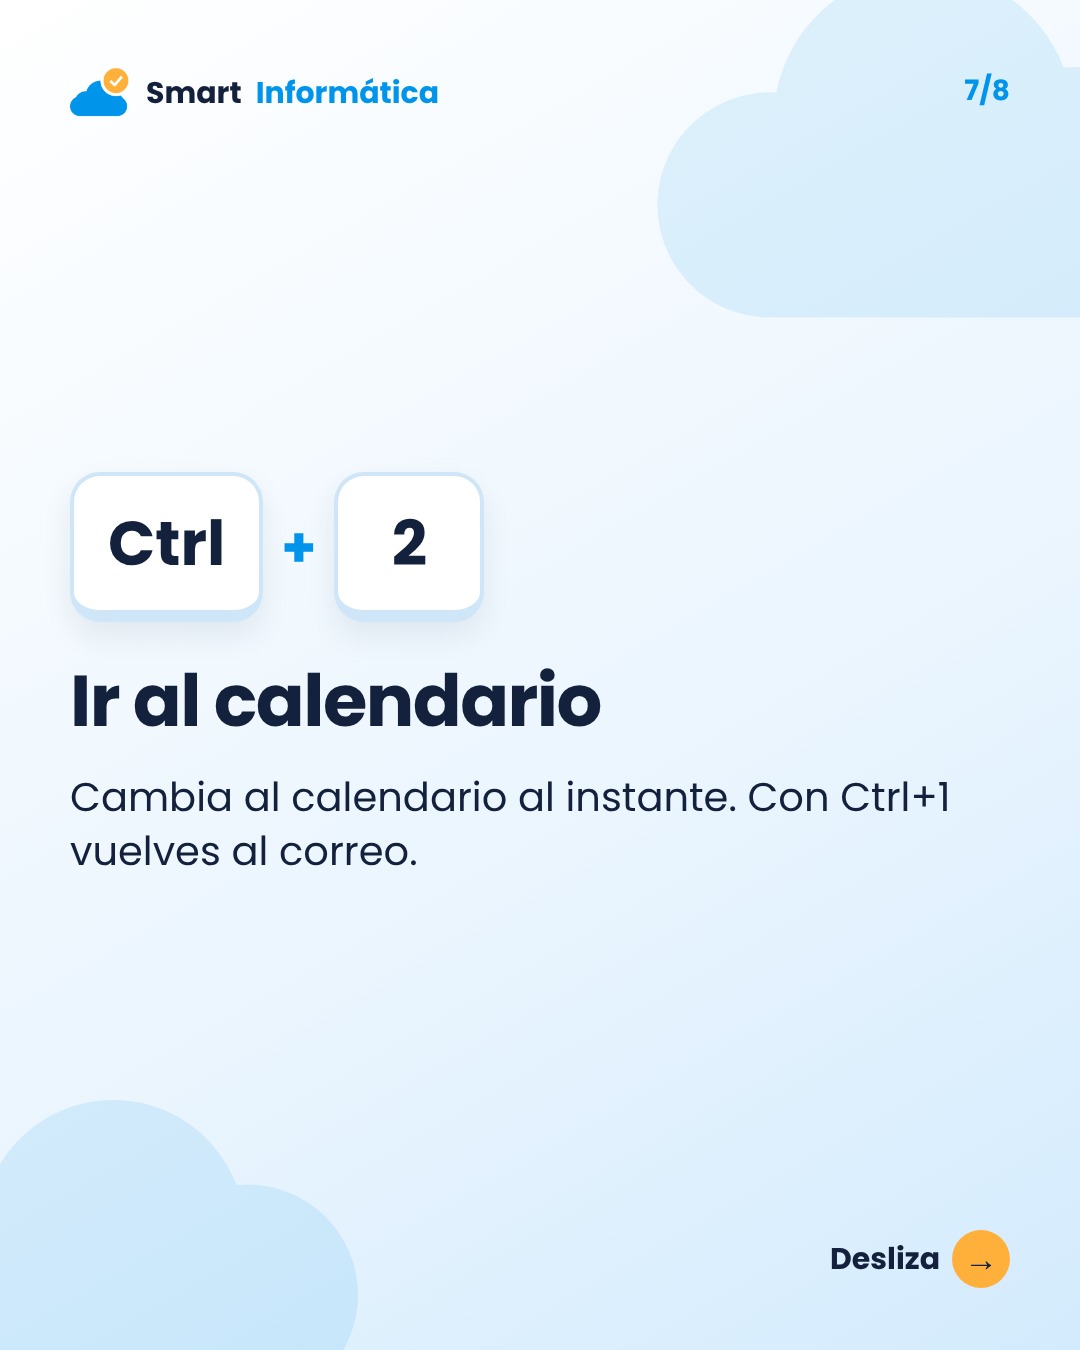 Smart Informática
7/8
Ctrl + 2
Ir al calendario
Cambia al calendario al instante. Con Ctrl+1
vuelves al correo.
Desliza →